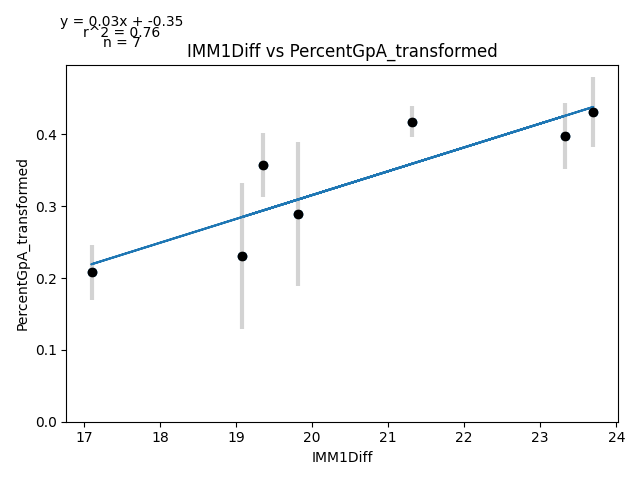 y = 0.03x + -0.35
r^2 = 0.76
n = 7
IMM1Diff vs PercentGpA_transformed
PercentGpA_transformed
0.4
0.3
0.2
0.1
0.0
17 18 19 20 21 22 23 24
IMM1Diff